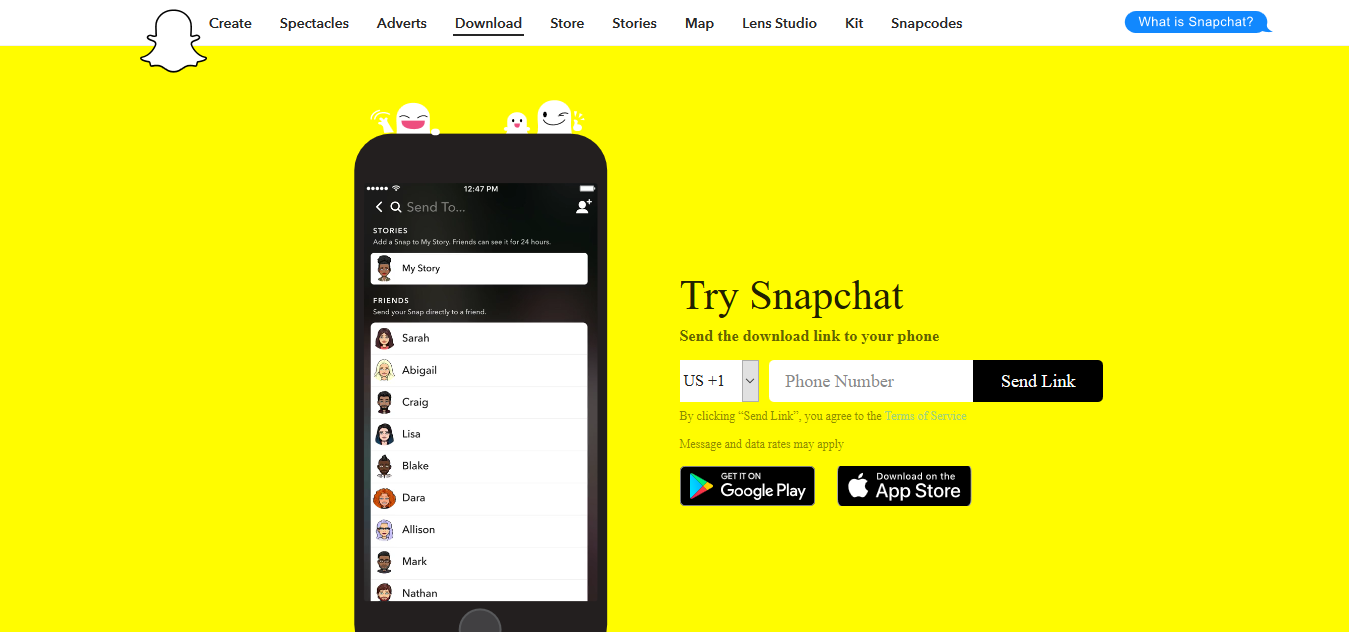 Create Spectacles Adverts Download Store Stories Map Lens Studio Kit Snapcodes What is Snapchat?
12:47 PM
Send To...
STORIES
Add a Snap to My Story. Friends can see it for 24 hours.
My Story
FRIENDS
Send your Snap directly to a friend.
Sarah
Abigail
Craig
Lisa
Blake
Dara
Allison
Mark
Nathan
Try Snapchat
Send the download link to your phone
US +1 Phone Number Send Link
By clicking “Send Link”, you agree to the Terms of Service
Message and data rates may apply
GET IT ON
Google Play
Download on the
App Store